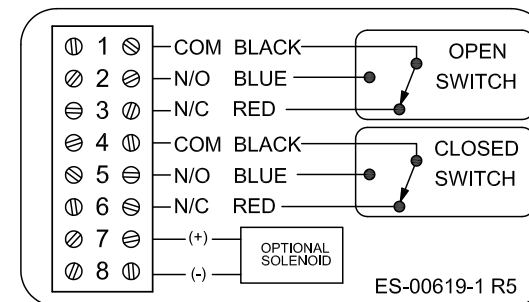 1 COM BLACK
2 N/O BLUE
3 N/C RED
OPEN
SWITCH
4 COM BLACK
5 N/O BLUE
6 N/C RED
CLOSED
SWITCH
7 (+)
8 (-)
OPTIONAL
SOLENOID
ES-00619-1 R5